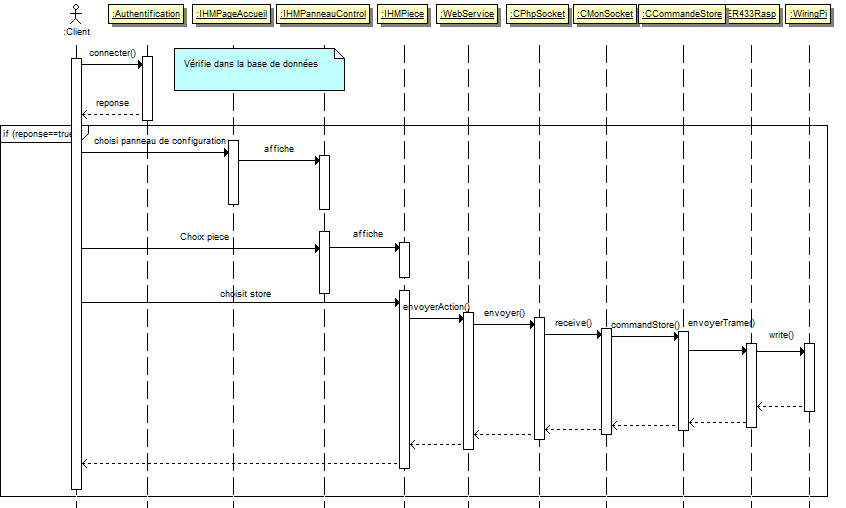 :Client
:Authentification
:IHMPageAccueil
:IHMPanneauControl
:IHMPiece
:WebService
:CPhpSocket
:CMonSocket
:CCommandeStore
ER433Rasp
:WiringPi
connecter()
Vérifie dans la base de données
reponse
if (reponse==true
choisi panneau de configuration
affiche
Choix piece
affiche
choisit store
envoyerAction()
envoyer()
receive()
commandStore()
envoyerTrame()
write()